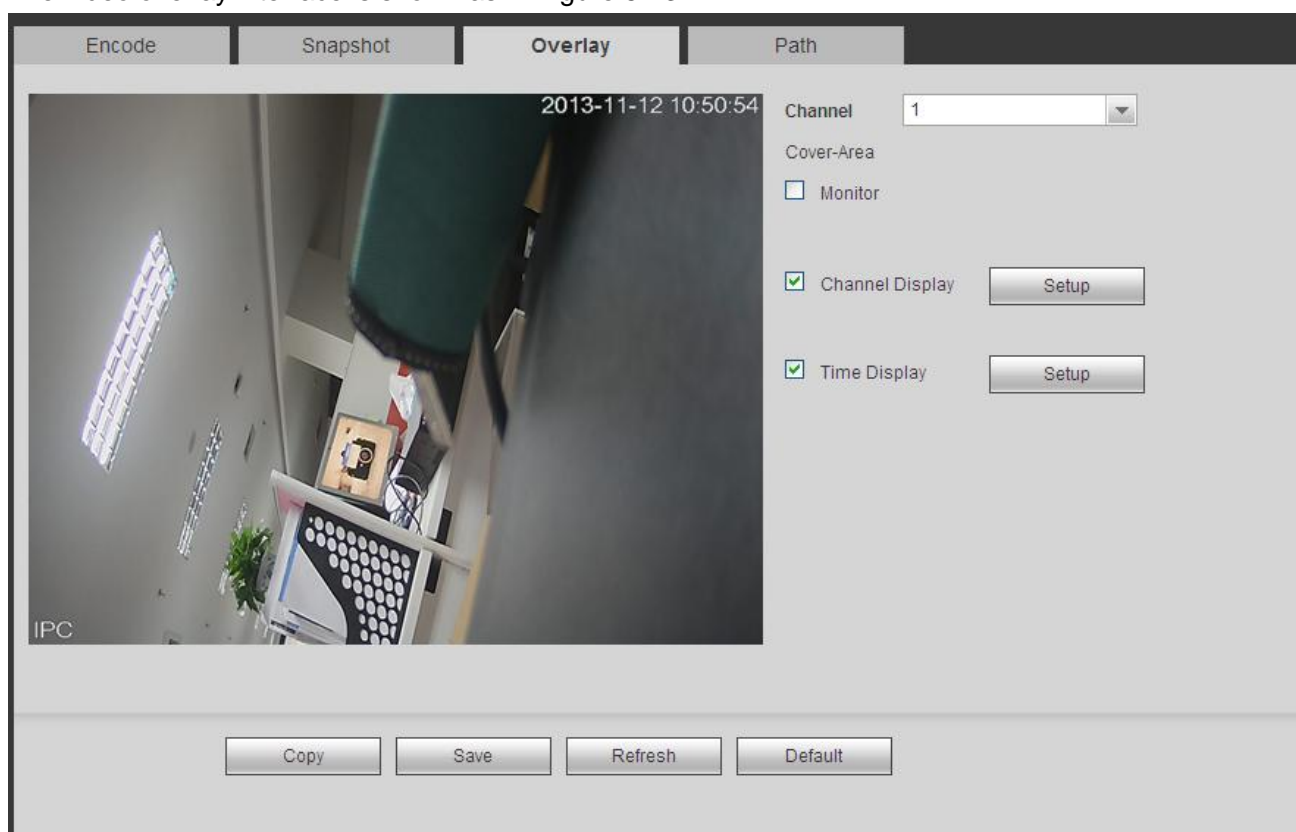 Encode
Snapshot
Overlay
Path
2013-11-12 10:50:54
IPC
Channel
1
Cover-Area
Monitor
Channel Display
Setup
Time Display
Setup
Copy
Save
Refresh
Default